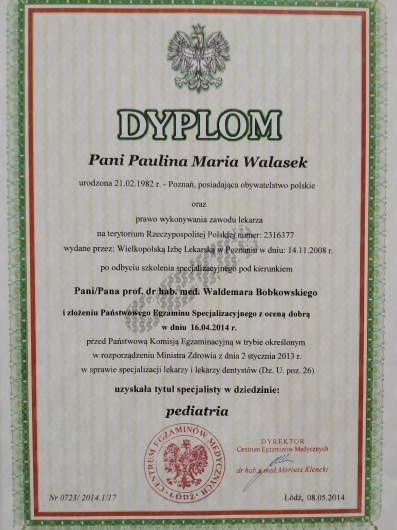 DYPLOM
Pani Paulina Maria Walasek
urodzona 21.02.1982 r. - Poznań, posiadająca obywatelstwo polskie
oraz
prawo wykonywania zawodu lekarza
na terytorium Rzeczypospolitej Polskiej numer: 2316377
wydane przez: Wielkopolską Izbę Lekarską w Poznaniu w dniu: 14.11.2008 r.
po odbyciu szkolenia specjalizacyjnego pod kierunkiem
Pani/Pana prof. dr hab. med. Waldemara Bobkowskiego
i złożeniu Państwowego Egzaminu Specjalizacyjnego z oceną dobrą
w dniu 16.04.2014 r.
przed Państwową Komisją Egzaminacyjną w trybie określonym
w rozporządzeniu Ministra Zdrowia z dnia 2 stycznia 2013 r.
w sprawie specjalizacji lekarzy i lekarzy dentystów (Dz. U. poz. 26)
uzyskała tytuł specjalisty w dziedzinie:
pediatria
CENTRUM EGZAMINÓW MEDYCZNYCH
ŁÓDŹ
DYREKTOR
Centrum Egzaminów Medycznych
dr hab. n. med. Mariusz Klencki
Nr 0723/ 2014.1/17
Łódź, 08.05.2014